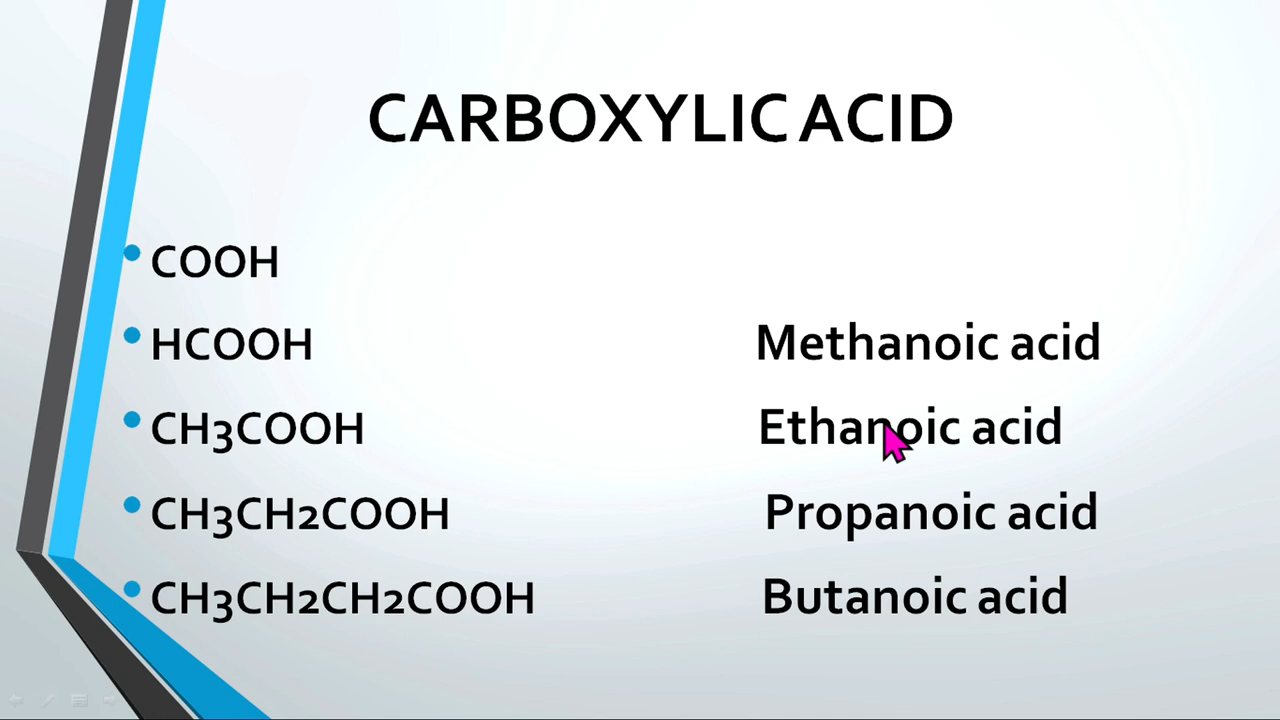 CARBOXYLIC ACID
• COOH
• HCOOH Methanoic acid
• CH3COOH Ethanoic acid
• CH3CH2COOH Propanoic acid
• CH3CH2CH2COOH Butanoic acid